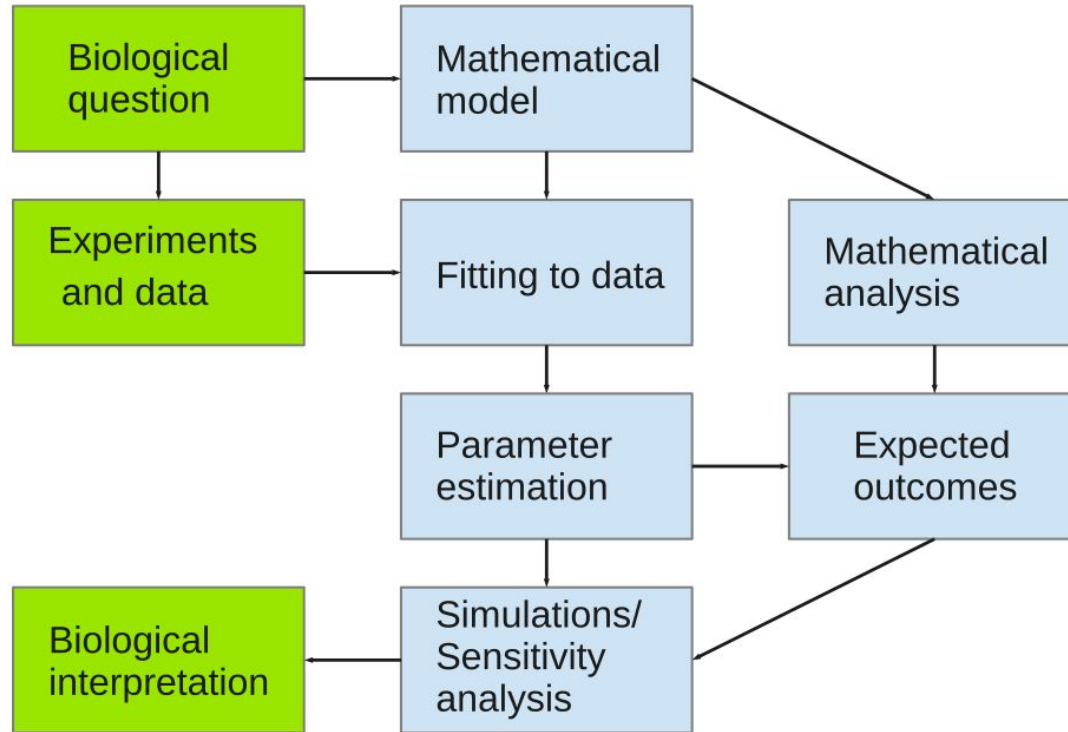 Biological
question
Mathematical
model
Experiments
and data
Fitting to data
Mathematical
analysis
Parameter
estimation
Expected
outcomes
Biological
interpretation
Simulations/
Sensitivity
analysis